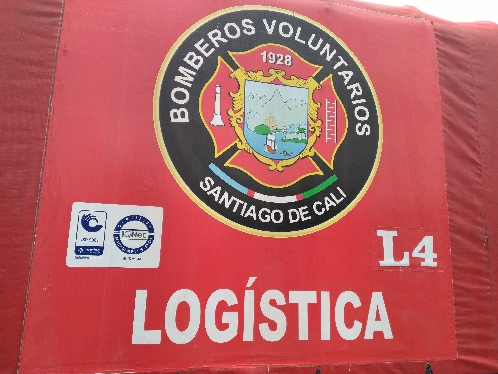 BOMBEROS VOLUNTARIOS
1928
SANTIAGO DE CALI
L4
LOGÍSTICA